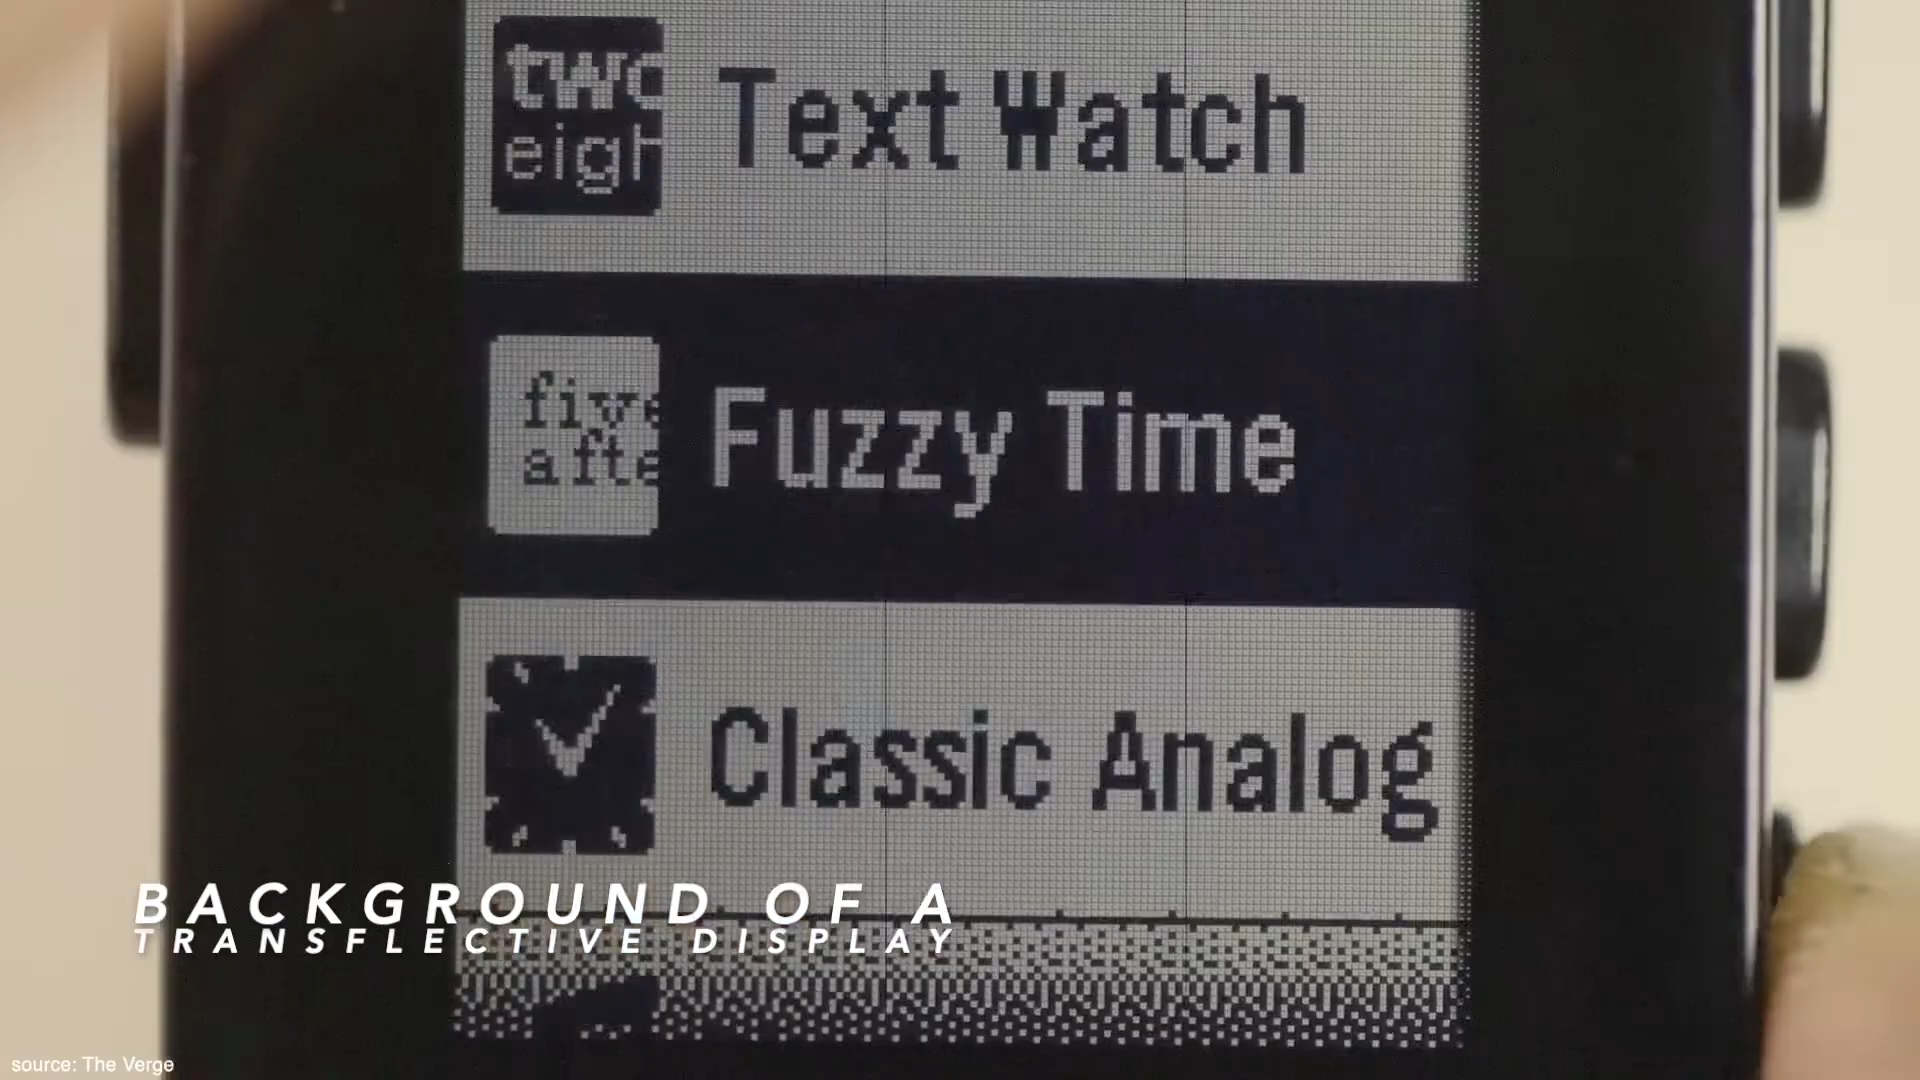 two
eigh
Text Watch
five
afte
Fuzzy Time
Classic Analog
BACKGROUND OF A
TRANSFLECTIVE DISPLAY
source: The Verge